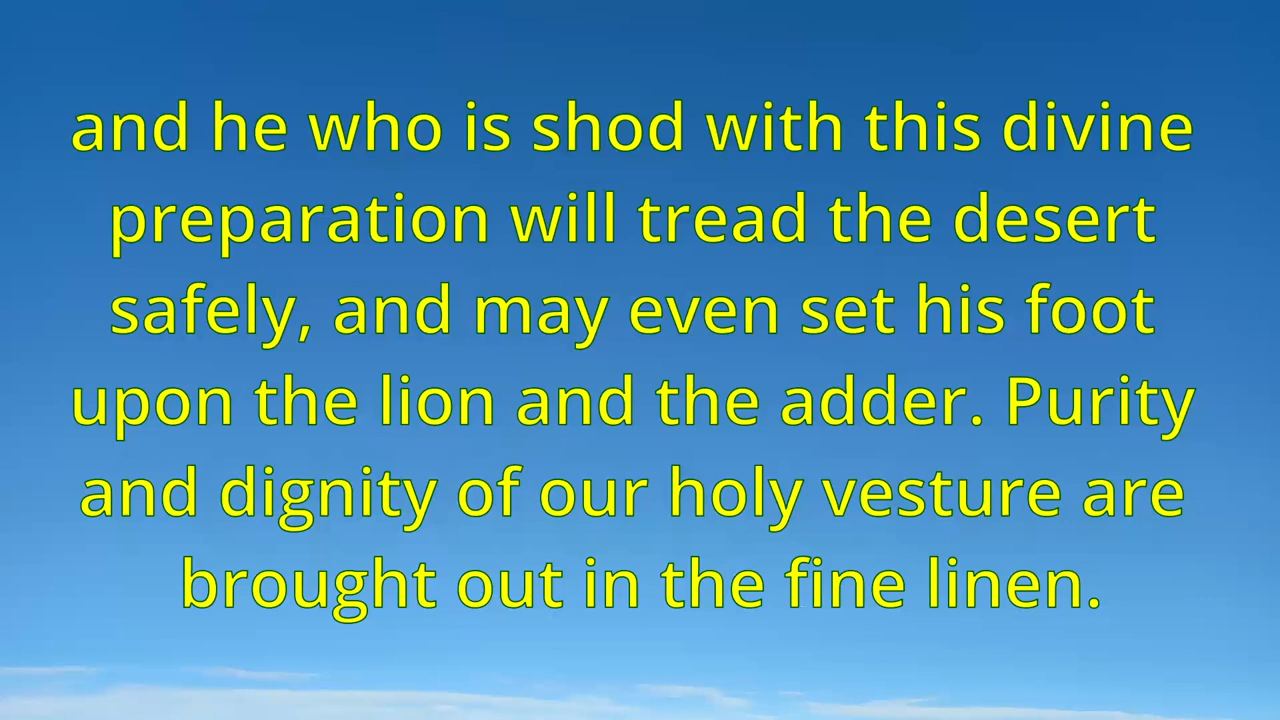 and he who is shod with this divine
preparation will tread the desert
safely, and may even set his foot
upon the lion and the adder. Purity
and dignity of our holy vesture are
brought out in the fine linen.